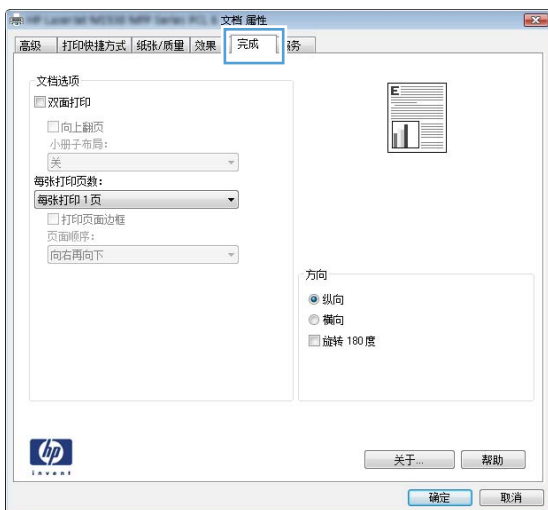 文档 属性
高级 打印快捷方式 纸张/质量 效果 完成 服务
文档选项
双面打印
向上翻页
小册子布局:
关
每张打印页数:
每张打印 1 页
打印页面边框
页面顺序:
向右再向下
E
方向
纵向
横向
旋转 180 度
hp
invent
关于... 帮助
确定 取消